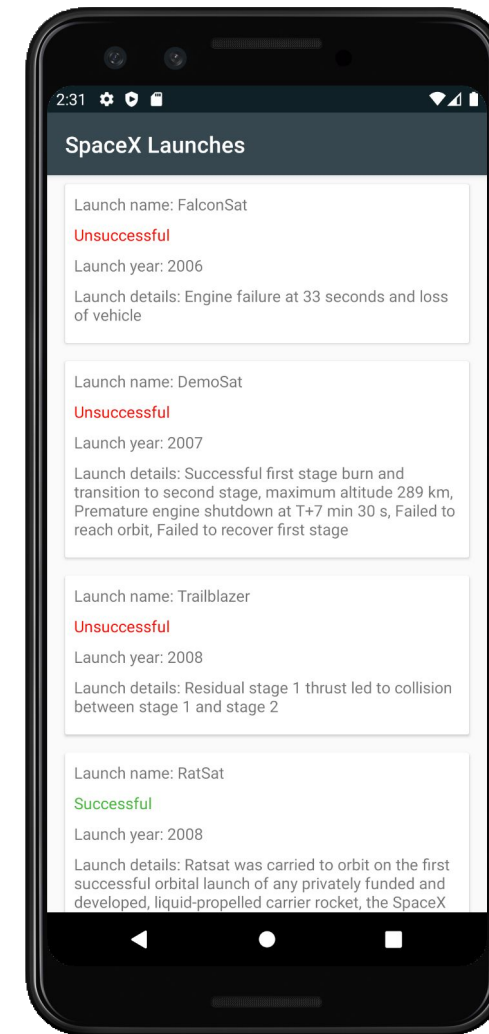 2:31
SpaceX Launches
Launch name: FalconSat
Unsuccessful
Launch year: 2006
Launch details: Engine failure at 33 seconds and loss
of vehicle
Launch name: DemoSat
Unsuccessful
Launch year: 2007
Launch details: Successful first stage burn and
transition to second stage, maximum altitude 289 km,
Premature engine shutdown at T+7 min 30 s, Failed to
reach orbit, Failed to recover first stage
Launch name: Trailblazer
Unsuccessful
Launch year: 2008
Launch details: Residual stage 1 thrust led to collision
between stage 1 and stage 2
Launch name: RatSat
Successful
Launch year: 2008
Launch details: Ratsat was carried to orbit on the first
successful orbital launch of any privately funded and
developed, liquid-propelled carrier rocket, the SpaceX